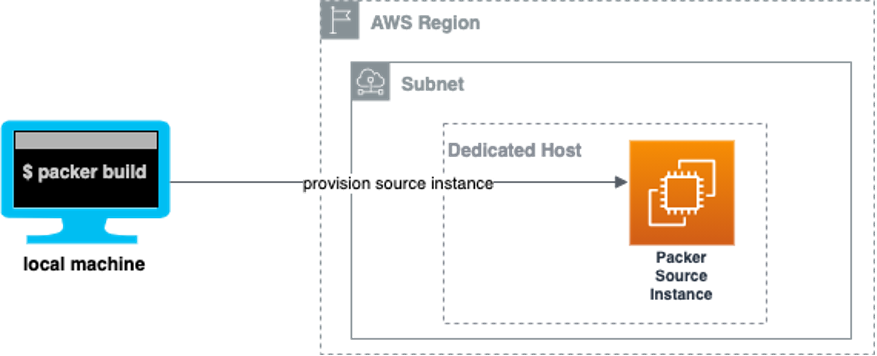 AWS Region
Subnet
Dedicated Host
$ packer build
provision source instance
local machine
Packer
Source
Instance